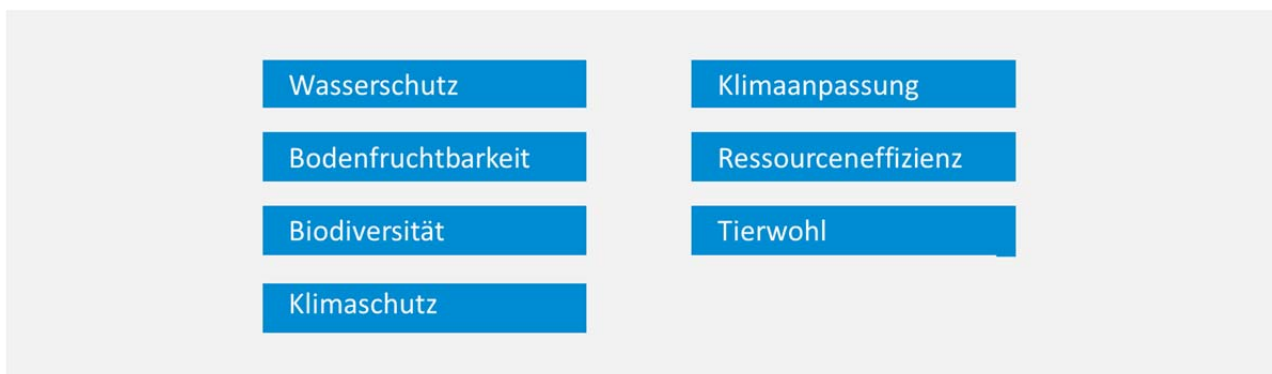 Wasserschutz
Bodenfruchtbarkeit
Biodiversität
Klimaschutz
Klimaanpassung
Ressourceneffizienz
Tierwohl